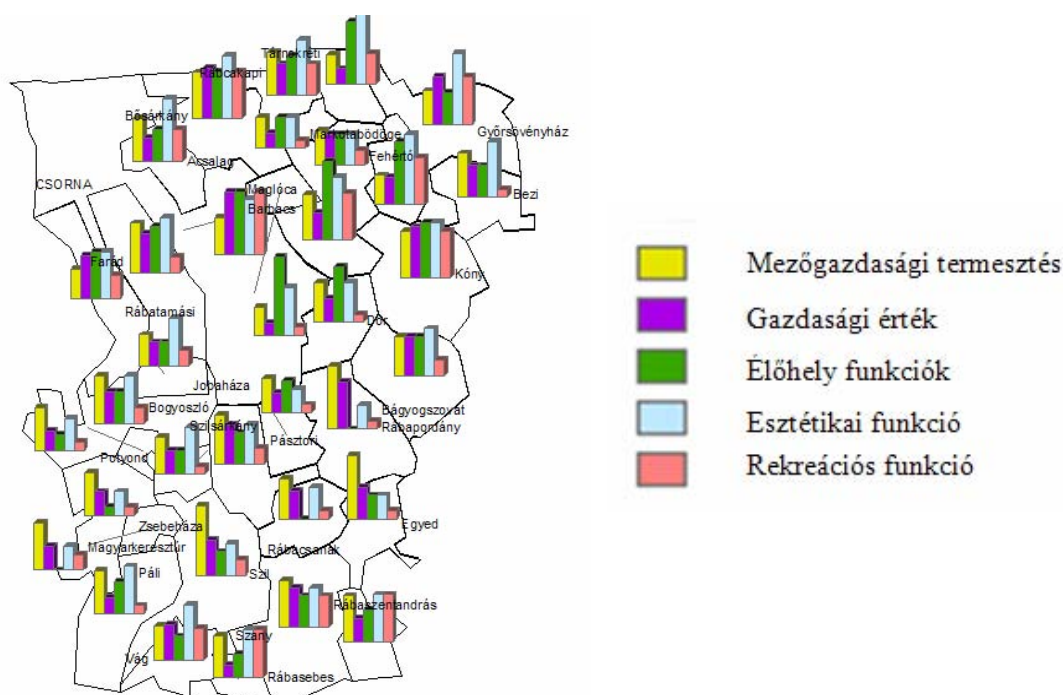 Tárnokréti
Rábcakapi
Bősárkány
Győrsövényház
Markotabödöge
Acsalag
Fehértó
CSORNA
Maglóca
Bezi
Barbacs
Farád
Kóny
Rábatamási
Dör
Jobaháza
Bogyoszló
Bágyogszovát
Szilsárkány
Rábapordány
Pásztori
Potyond
Zsebeháza
Egyed
Magyarkeresztúr
Rábacsanak
Páli
Szil
Rábaszentandrás
Szany
Vág
Rábasebes
Mezőgazdasági termesztés
Gazdasági érték
Élőhely funkciók
Esztétikai funkció
Rekreációs funkció